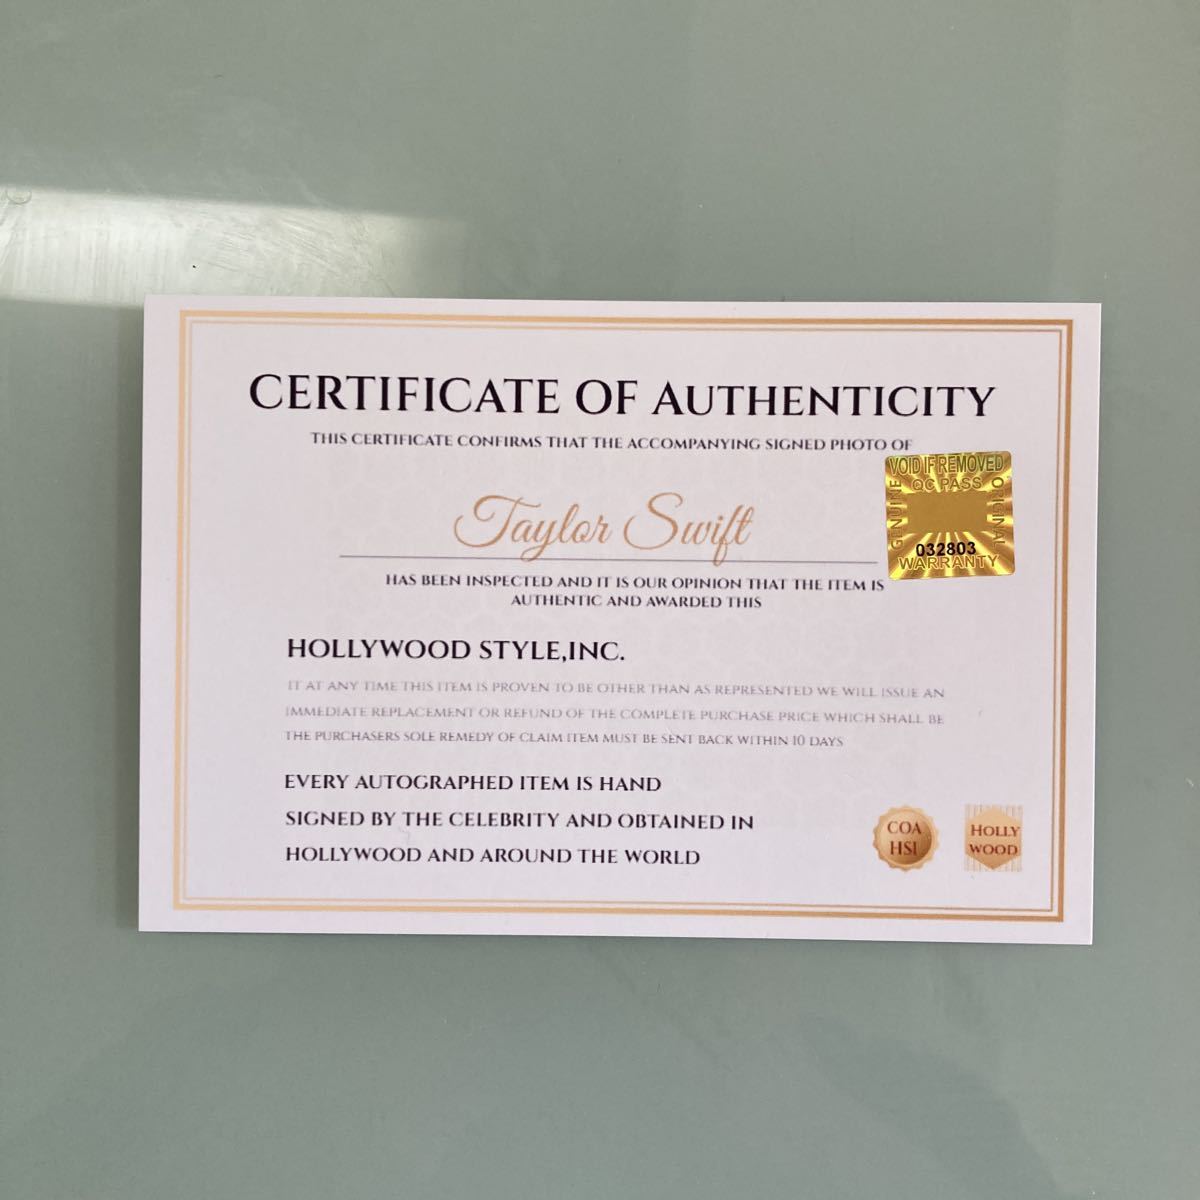 CERTIFICATE OF AUTHENTICITY
THIS CERTIFICATE CONFIRMS THAT THE ACCOMPANYING SIGNED PHOTO OF
Taylor Swift
VOID IF REMOVED
QC PASS
GENUINE
ORIGINAL
032803
WARRANTY
HAS BEEN INSPECTED AND IT IS OUR OPINION THAT THE ITEM IS
AUTHENTIC AND AWARDED THIS
HOLLYWOOD STYLE,INC.
IT AT ANY TIME THIS ITEM IS PROVEN TO BE OTHER THAN AS REPRESENTED WE WILL ISSUE AN
IMMEDIATE REPLACEMENT OR REFUND OF THE COMPLETE PURCHASE PRICE WHICH SHALL BE
THE PURCHASERS SOLE REMEDY OF CLAIM ITEM MUST BE SENT BACK WITHIN 10 DAYS
EVERY AUTOGRAPHED ITEM IS HAND
SIGNED BY THE CELEBRITY AND OBTAINED IN
HOLLYWOOD AND AROUND THE WORLD
COA
HSI
HOLLY
WOOD